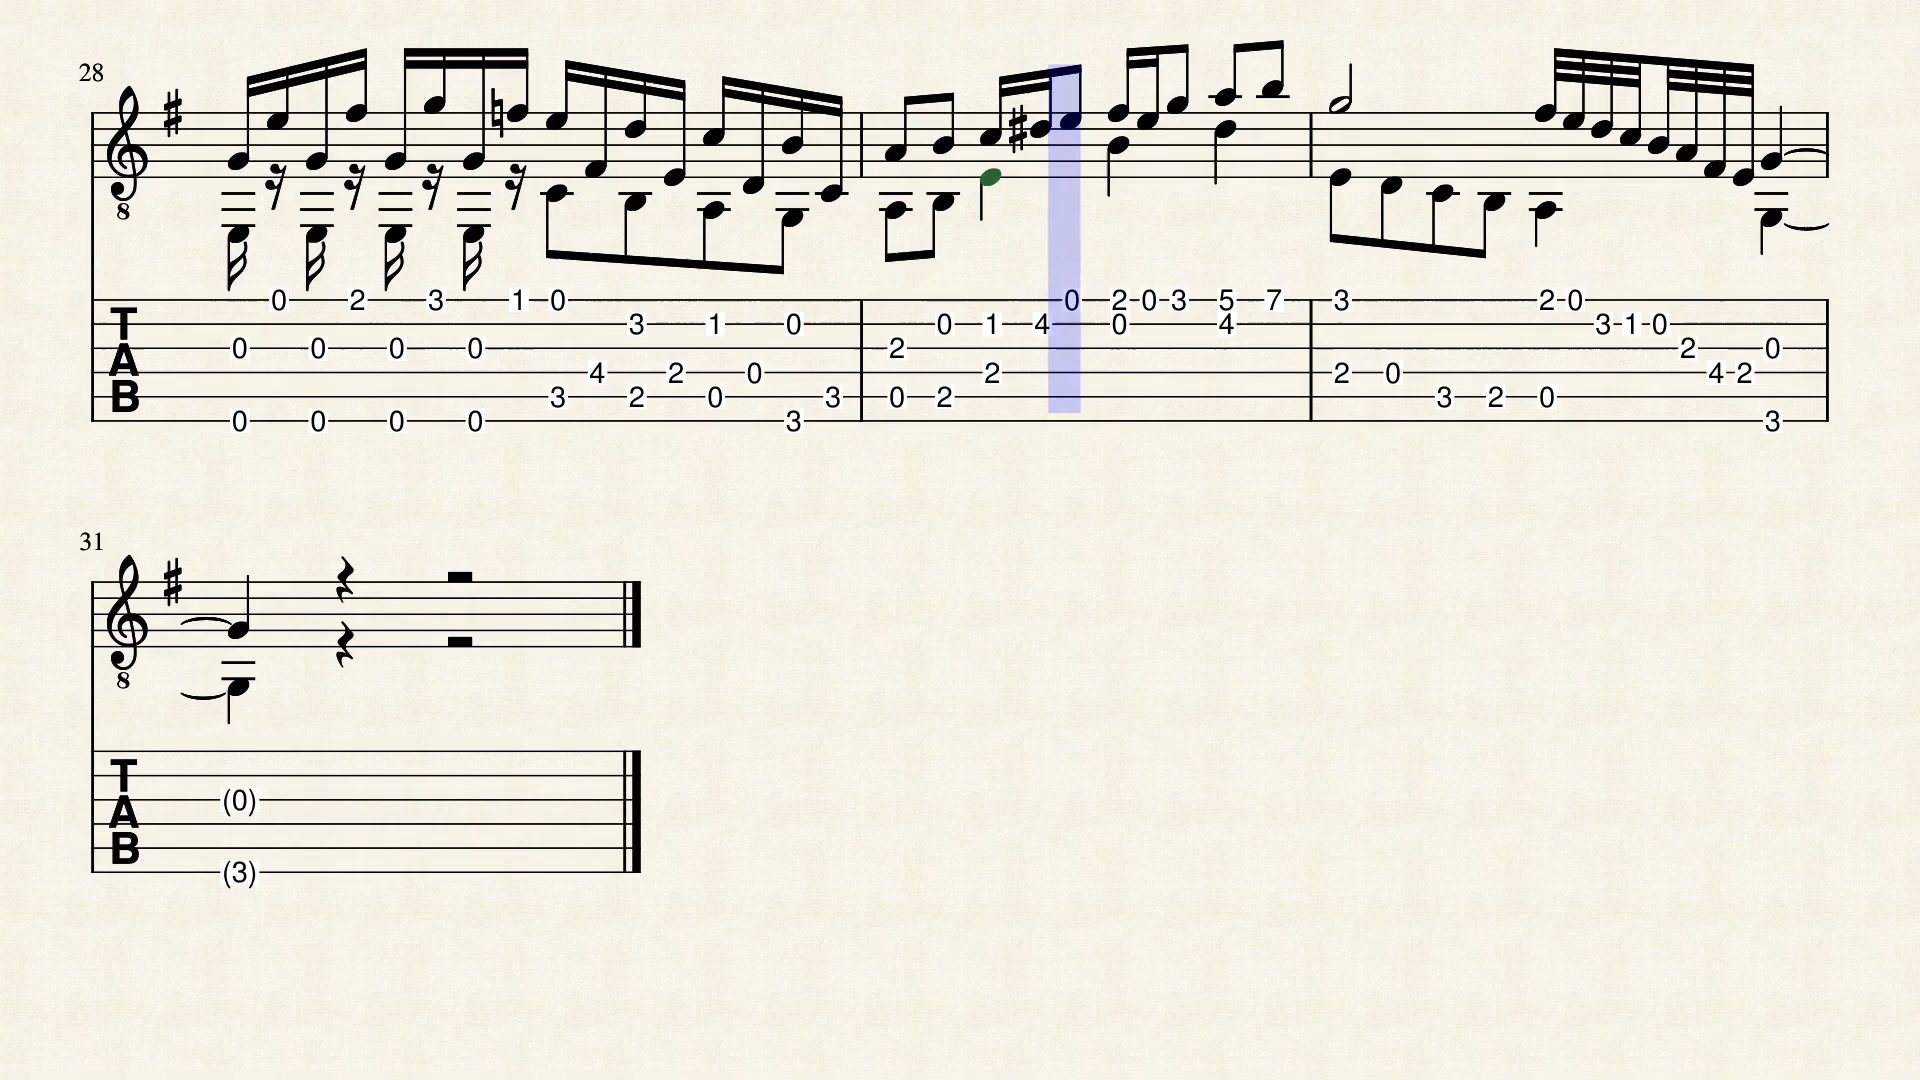 28
8
0 2 3 1 0 0 2 0 3 5 7 3 2 0
T 3 1 0 0 1 4 0 4 3 1 0
0 0 0 0 2 2 0
A 4 2 0 2 2 0 4 2
B 3 2 0 3 0 2 3 2 0
0 0 0 0 3 3
31
8
T
(0)
A
B
(3)